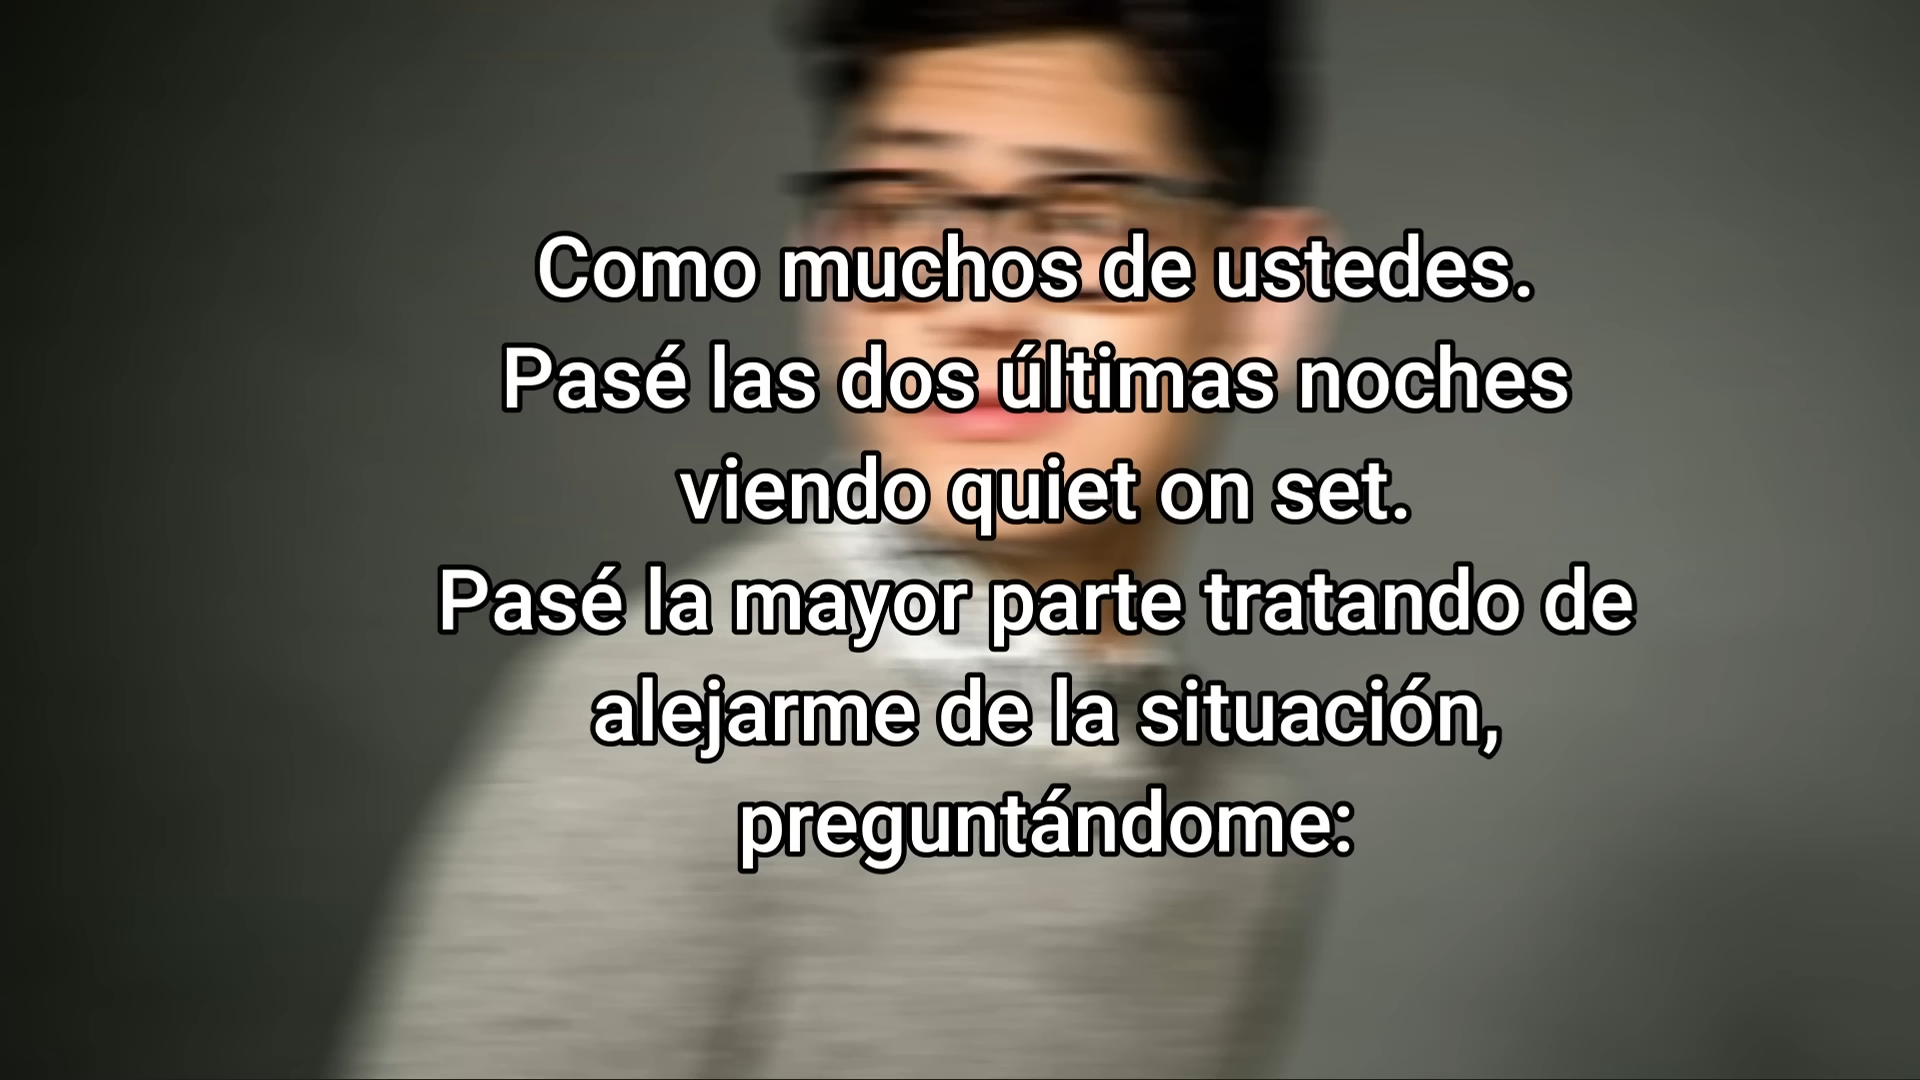 Como muchos de ustedes.
Pasé las dos últimas noches
viendo quiet on set.
Pasé la mayor parte tratando de
alejarme de la situación,
preguntándome: